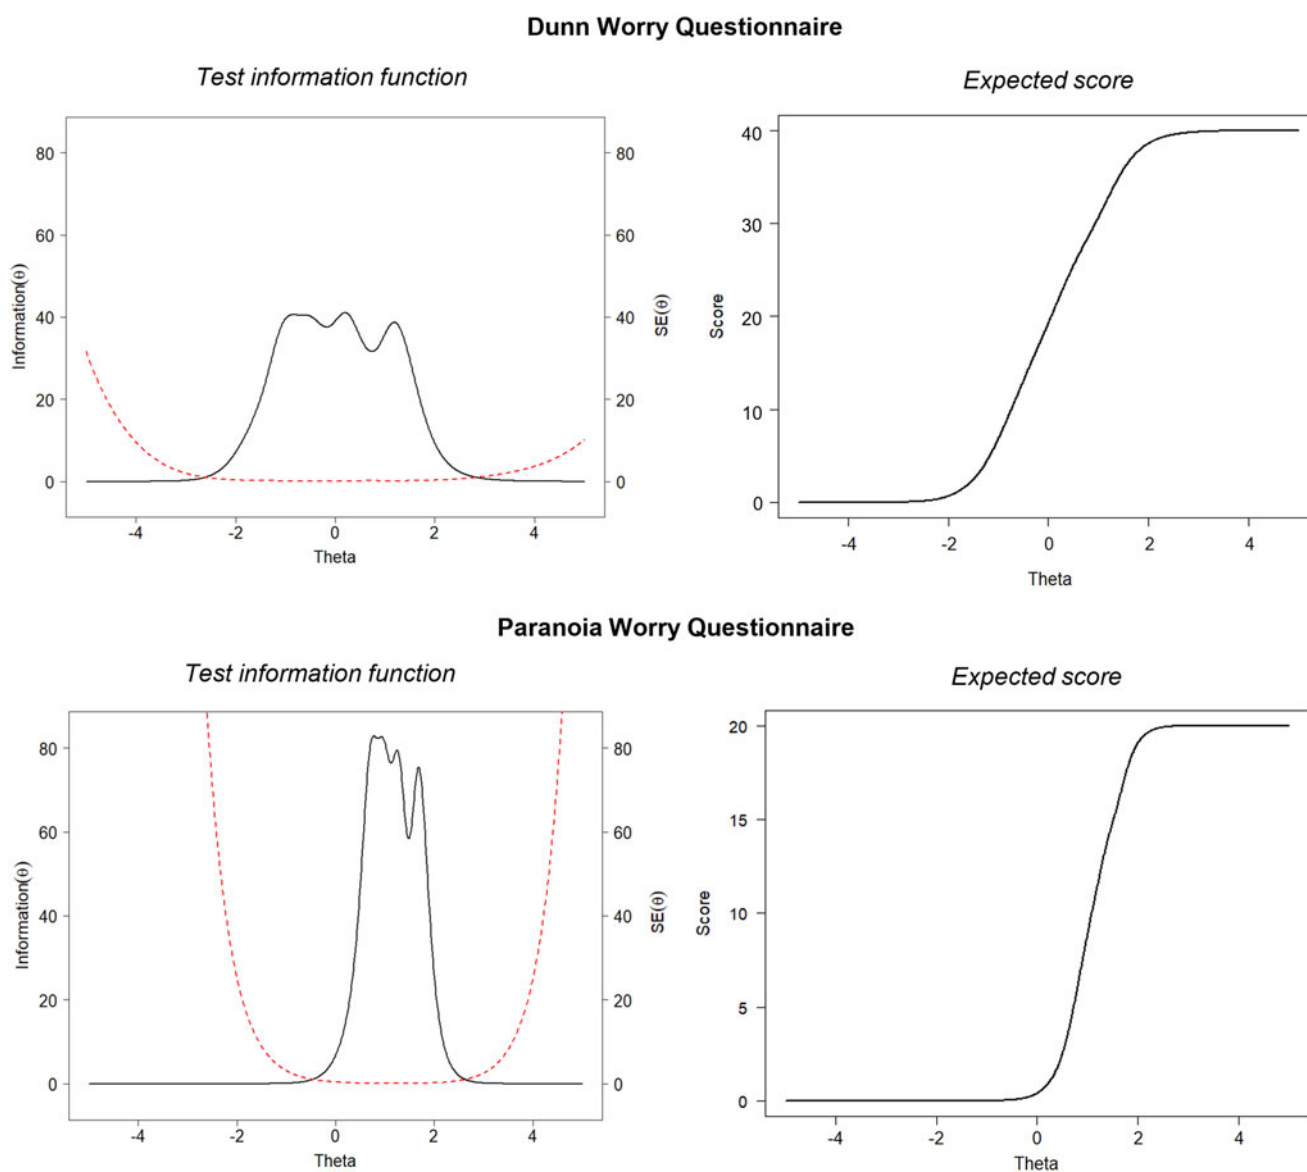 Dunn Worry Questionnaire
Test information function
Expected score
80
60
40
20
0
Information(θ)
80
60
40
20
0
SE(θ)
-4 -2 0 2 4
Theta
40
30
20
10
0
Score
-4 -2 0 2 4
Theta
Paranoia Worry Questionnaire
Test information function
Expected score
80
60
40
20
0
Information(θ)
80
60
40
20
0
SE(θ)
-4 -2 0 2 4
Theta
20
15
10
5
0
Score
-4 -2 0 2 4
Theta